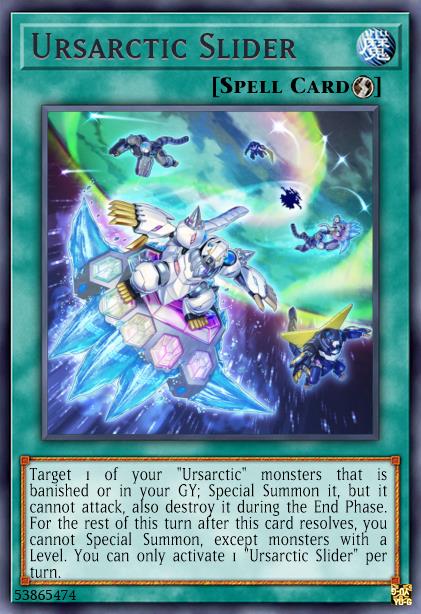 Ursarctic Slider
魔
[Spell Card]
Target 1 of your "Ursarctic" monsters that is
banished or in your GY; Special Summon it, but it
cannot attack, also destroy it during the End Phase.
For the rest of this turn after this card resolves, you
cannot Special Summon, except monsters with a
Level. You can only activate 1 "Ursarctic Slider" per
turn.
53865474